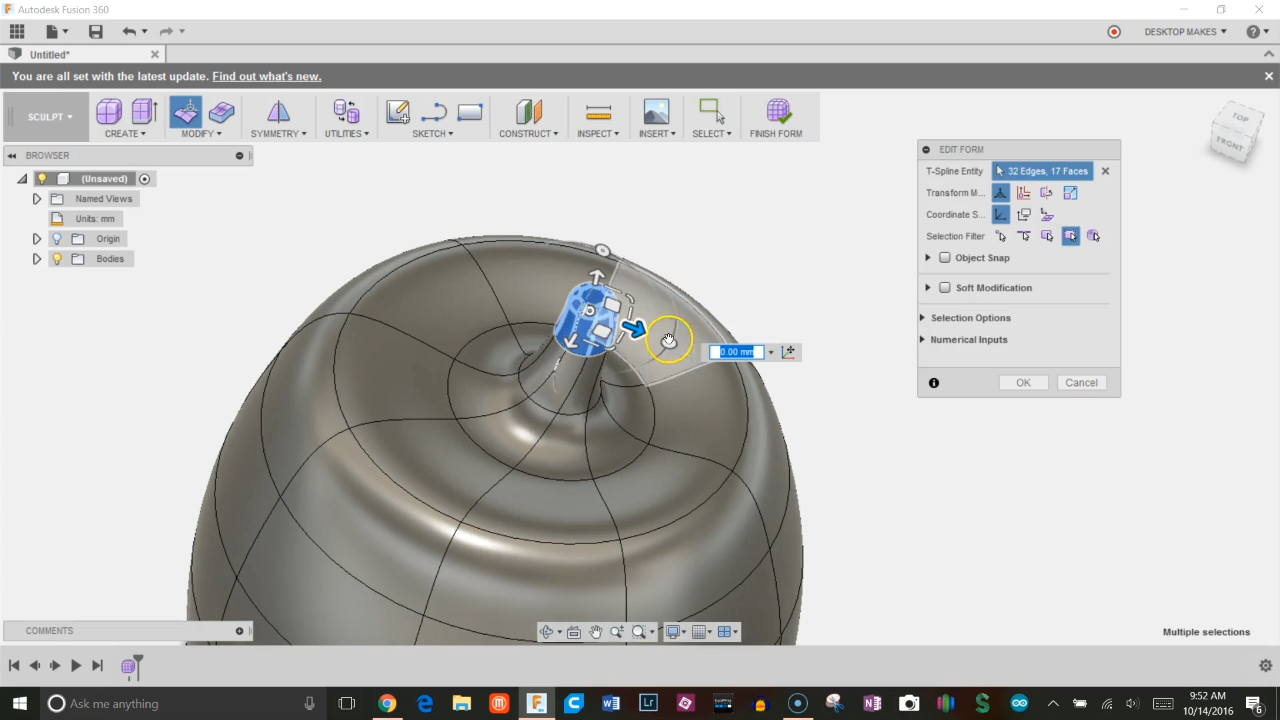 Autodesk Fusion 360
DESKTOP MAKES
Untitled*
You are all set with the latest update. Find out what's new.
SCULPT
CREATE
MODIFY
SYMMETRY
UTILITIES
SKETCH
CONSTRUCT
INSPECT
INSERT
SELECT
FINISH FORM
BROWSER
(Unsaved)
Named Views
Units: mm
Origin
Bodies
TOP
FRONT
EDIT FORM
T-Spline Entity
32 Edges, 17 Faces
Transform M...
Coordinate S...
Selection Filter
Object Snap
Soft Modification
Selection Options
Numerical Inputs
OK
Cancel
0.00 mm
COMMENTS
Multiple selections
Ask me anything
9:52 AM
10/14/2016
6